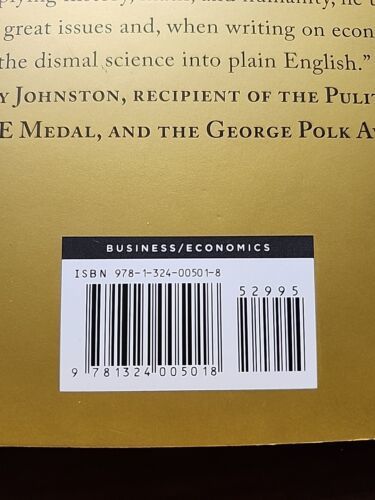 great issues and, when writing on econ
the dismal science into plain English.”
y Johnston, recipient of the Pulit
E Medal, and the George Polk A
BUSINESS/ECONOMICS
ISBN 978-1-324-00501-8
52995
9 781324 005018